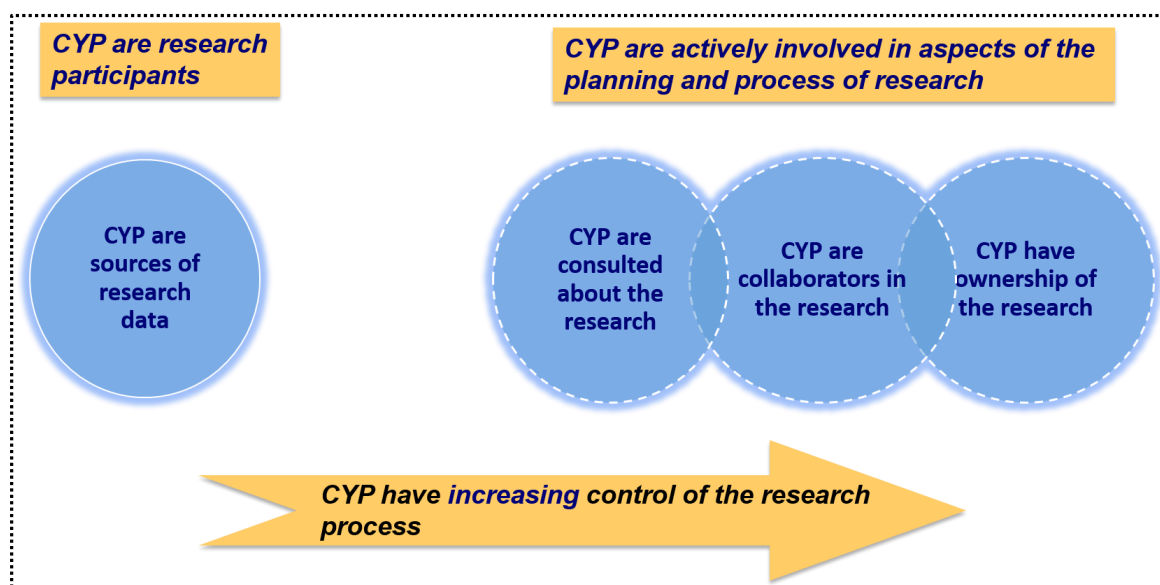 CYP are research
participants
CYP are actively involved in aspects of the
planning and process of research
CYP are
sources of
research
data
CYP are
consulted
about the
research
CYP are
collaborators in
the research
CYP have
ownership of
the research
CYP have increasing control of the research
process